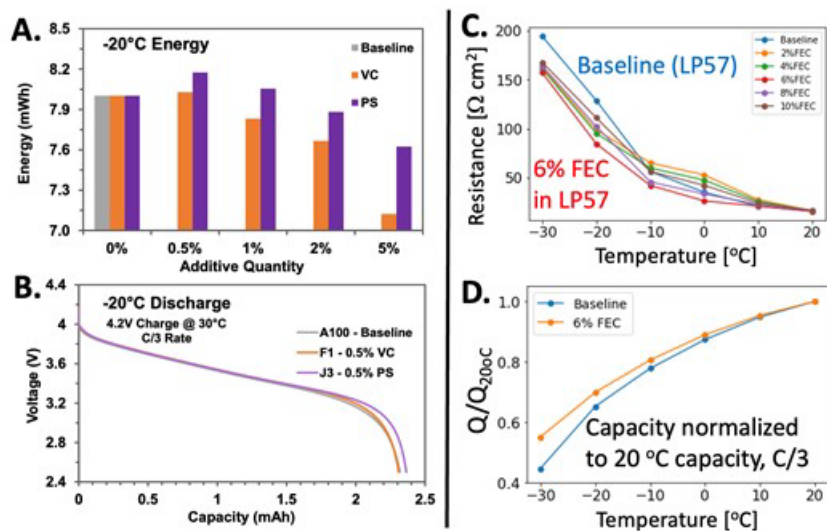 A.
-20°C Energy
Baseline
VC
PS
Energy (mWh)
8.5
8.2
7.9
7.6
7.3
7.0
0%
0.5%
1%
2%
5%
Additive Quantity
B.
-20°C Discharge
4.2V Charge @ 30°C
C/3 Rate
A100 - Baseline
F1 - 0.5% VC
J3 - 0.5% PS
Voltage (V)
4.4
4
3.6
3.2
2.8
2.4
0
0.5
1
1.5
2
2.5
Capacity (mAh)
C.
Baseline (LP57)
6% FEC
in LP57
Baseline
2%FEC
4%FEC
6%FEC
8%FEC
10%FEC
Resistance [Ω cm²]
200
150
100
50
−30
−20
−10
0
10
20
Temperature [°C]
D.
Baseline
6% FEC
Q/Q20oC
1.0
0.8
0.6
0.4
Capacity normalized
to 20 °C capacity, C/3
−30
−20
−10
0
10
20
Temperature [°C]